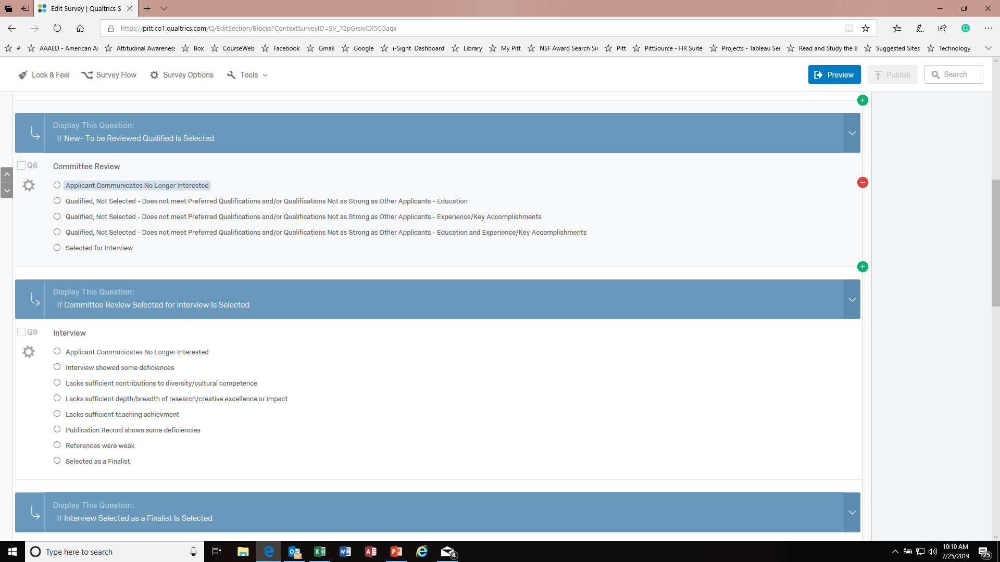 Edit Survey | Qualtrics S
https://pitt.co1.qualtrics.com/Q/EditSection/Blocks?ContextSurveyID=SV_72pGrswCX5CGaqx
# AAAED - American A: Attitudinal Awareness Box CourseWeb Facebook Gmail Google i-Sight Dashboard Library My Pitt NSF Award Search Sir Pitt PittSource - HR Suite Projects - Tableau Ser Read and Study the B Suggested Sites Technology
Look & Feel Survey Flow Survey Options Tools Preview Publish Search
Display This Question:
If New- To be Reviewed Qualified Is Selected
Q6 Committee Review
Applicant Communicates No Longer Interested
Qualified, Not Selected - Does not meet Preferred Qualifications and/or Qualifications Not as Strong as Other Applicants - Education
Qualified, Not Selected - Does not meet Preferred Qualifications and/or Qualifications Not as Strong as Other Applicants - Experience/Key Accomplishments
Qualified, Not Selected - Does not meet Preferred Qualifications and/or Qualifications Not as Strong as Other Applicants - Education and Experience/Key Accomplishments
Selected for Interview
Display This Question:
If Committee Review Selected for Interview Is Selected
Q8 Interview
Applicant Communicates No Longer Interested
Interview showed some deficiences
Lacks sufficient contributions to diversity/cultural competence
Lacks sufficient depth/breadth of research/creative excellence or impact
Lacks sufficient teaching achievment
Publication Record shows some deficiencies
References were weak
Selected as a Finalist
Display This Question:
If Interview Selected as a Finalist Is Selected
Type here to search 4 10:10 AM
7/25/2019 25